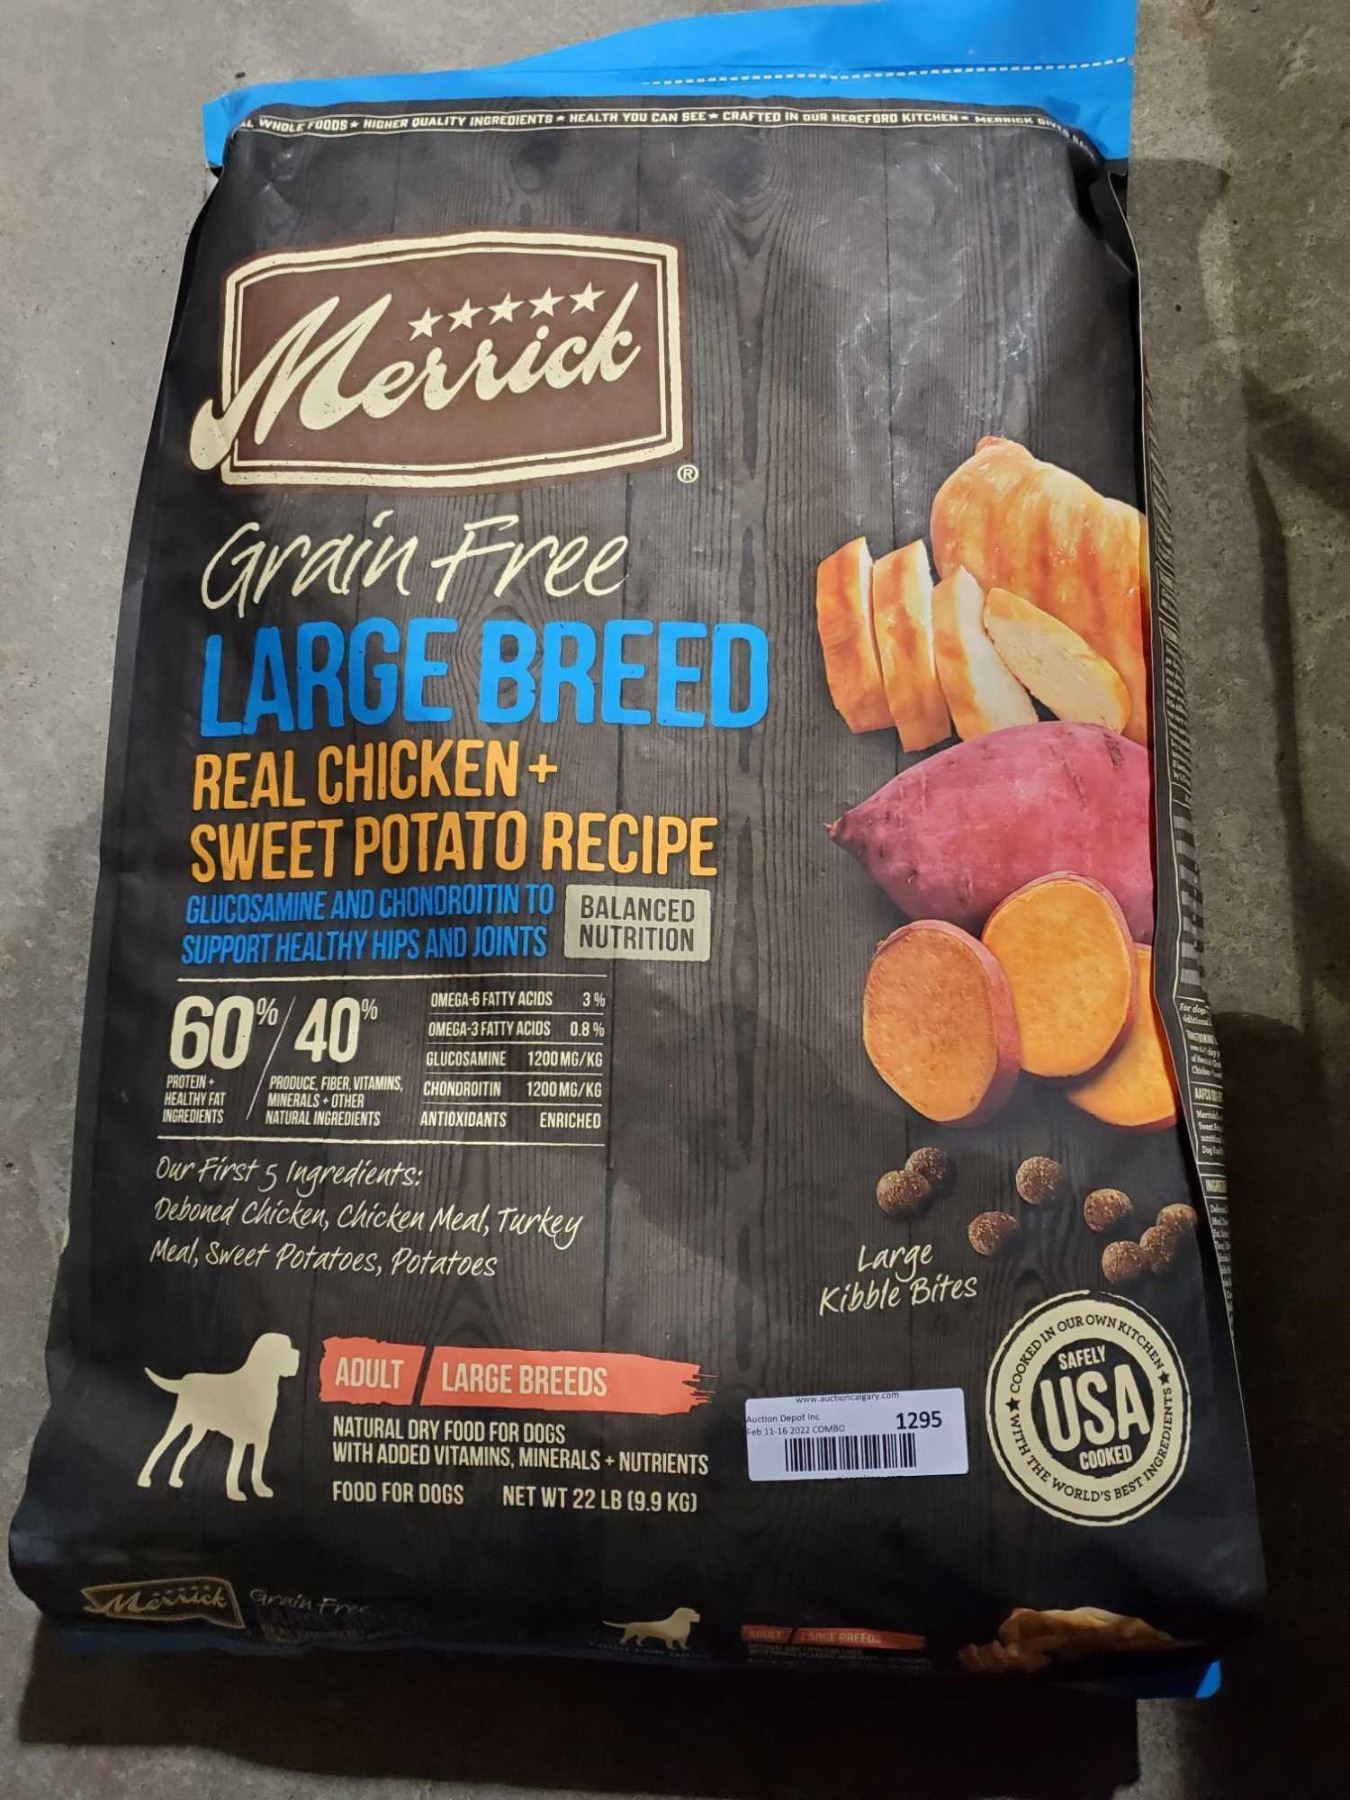 WHOLE FOODS ★ HIGHER QUALITY INGREDIENTS ★ HEALTH YOU CAN SEE ★ CRAFTED IN OUR HEREFORD KITCHEN ★ MERRICK GIVES
Merrick
®
Grain Free
LARGE BREED
REAL CHICKEN +
SWEET POTATO RECIPE
GLUCOSAMINE AND CHONDROITIN TO
SUPPORT HEALTHY HIPS AND JOINTS
BALANCED
NUTRITION
60%/40%
PROTEIN +
HEALTHY FAT
INGREDIENTS
PRODUCE, FIBER, VITAMINS,
MINERALS + OTHER
NATURAL INGREDIENTS
OMEGA-6 FATTY ACIDS 3 %
OMEGA-3 FATTY ACIDS 0.8 %
GLUCOSAMINE 1200 MG/KG
CHONDROITIN 1200 MG/KG
ANTIOXIDANTS ENRICHED
Our First 5 Ingredients:
Deboned Chicken, Chicken Meal, Turkey
Meal, Sweet Potatoes, Potatoes
Large
Kibble Bites
ADULT / LARGE BREEDS
NATURAL DRY FOOD FOR DOGS
WITH ADDED VITAMINS, MINERALS + NUTRIENTS
FOOD FOR DOGS NET WT 22 LB (9.9 KG)
www.auctioncalgary.com
Auction Depot Inc
Feb 11-16 2022 COMBO
1295
COOKED IN OUR OWN KITCHEN
SAFELY
USA
COOKED
WITH THE WORLD'S BEST INGREDIENTS
Merrick
Grain Free
ADULT / LARGE BREEDS